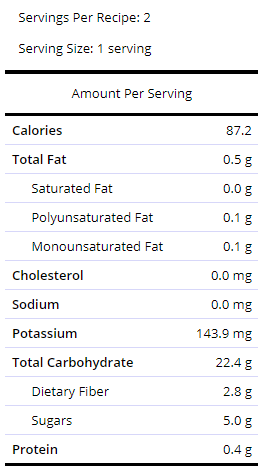 Servings Per Recipe: 2
Serving Size: 1 serving
Amount Per Serving
Calories 87.2
Total Fat 0.5 g
Saturated Fat 0.0 g
Polyunsaturated Fat 0.1 g
Monounsaturated Fat 0.1 g
Cholesterol 0.0 mg
Sodium 0.0 mg
Potassium 143.9 mg
Total Carbohydrate 22.4 g
Dietary Fiber 2.8 g
Sugars 5.0 g
Protein 0.4 g